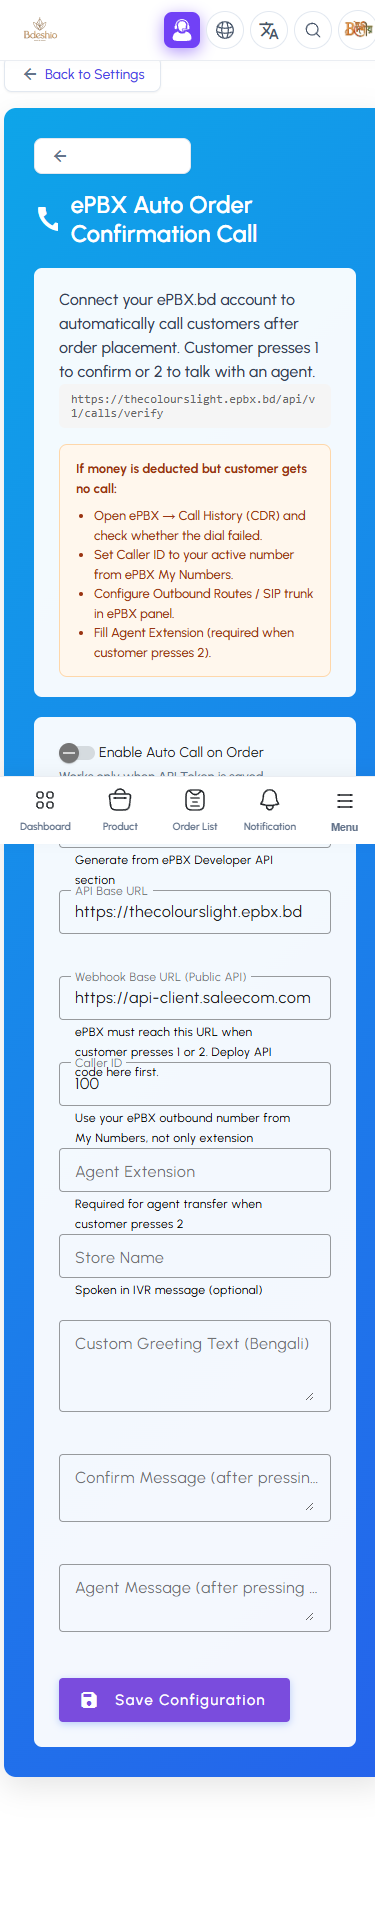 Bdeshio
Back to Settings
ePBX Auto Order
Confirmation Call
Connect your ePBX.bd account to
automatically call customers after
order placement. Customer presses 1
to confirm or 2 to talk with an agent.
https://thecolourslight.epbx.bd/api/v
1/calls/verify
If money is deducted but customer gets
no call:
• Open ePBX → Call History (CDR) and
check whether the dial failed.
• Set Caller ID to your active number
from ePBX My Numbers.
• Configure Outbound Routes / SIP trunk
in ePBX panel.
• Fill Agent Extension (required when
customer presses 2).
Enable Auto Call on Order
Works only when API Token is saved
Dashboard
Product
Order List
Notification
Menu
Generate from ePBX Developer API
section
API Base URL
https://thecolourslight.epbx.bd
Webhook Base URL (Public API)
https://api-client.saleecom.com
ePBX must reach this URL when
customer presses 1 or 2. Deploy API
code here first.
Caller ID
100
Use your ePBX outbound number from
My Numbers, not only extension
Agent Extension
Required for agent transfer when
customer presses 2
Store Name
Spoken in IVR message (optional)
Custom Greeting Text (Bengali)
Confirm Message (after pressin...
Agent Message (after pressing ...
Save Configuration